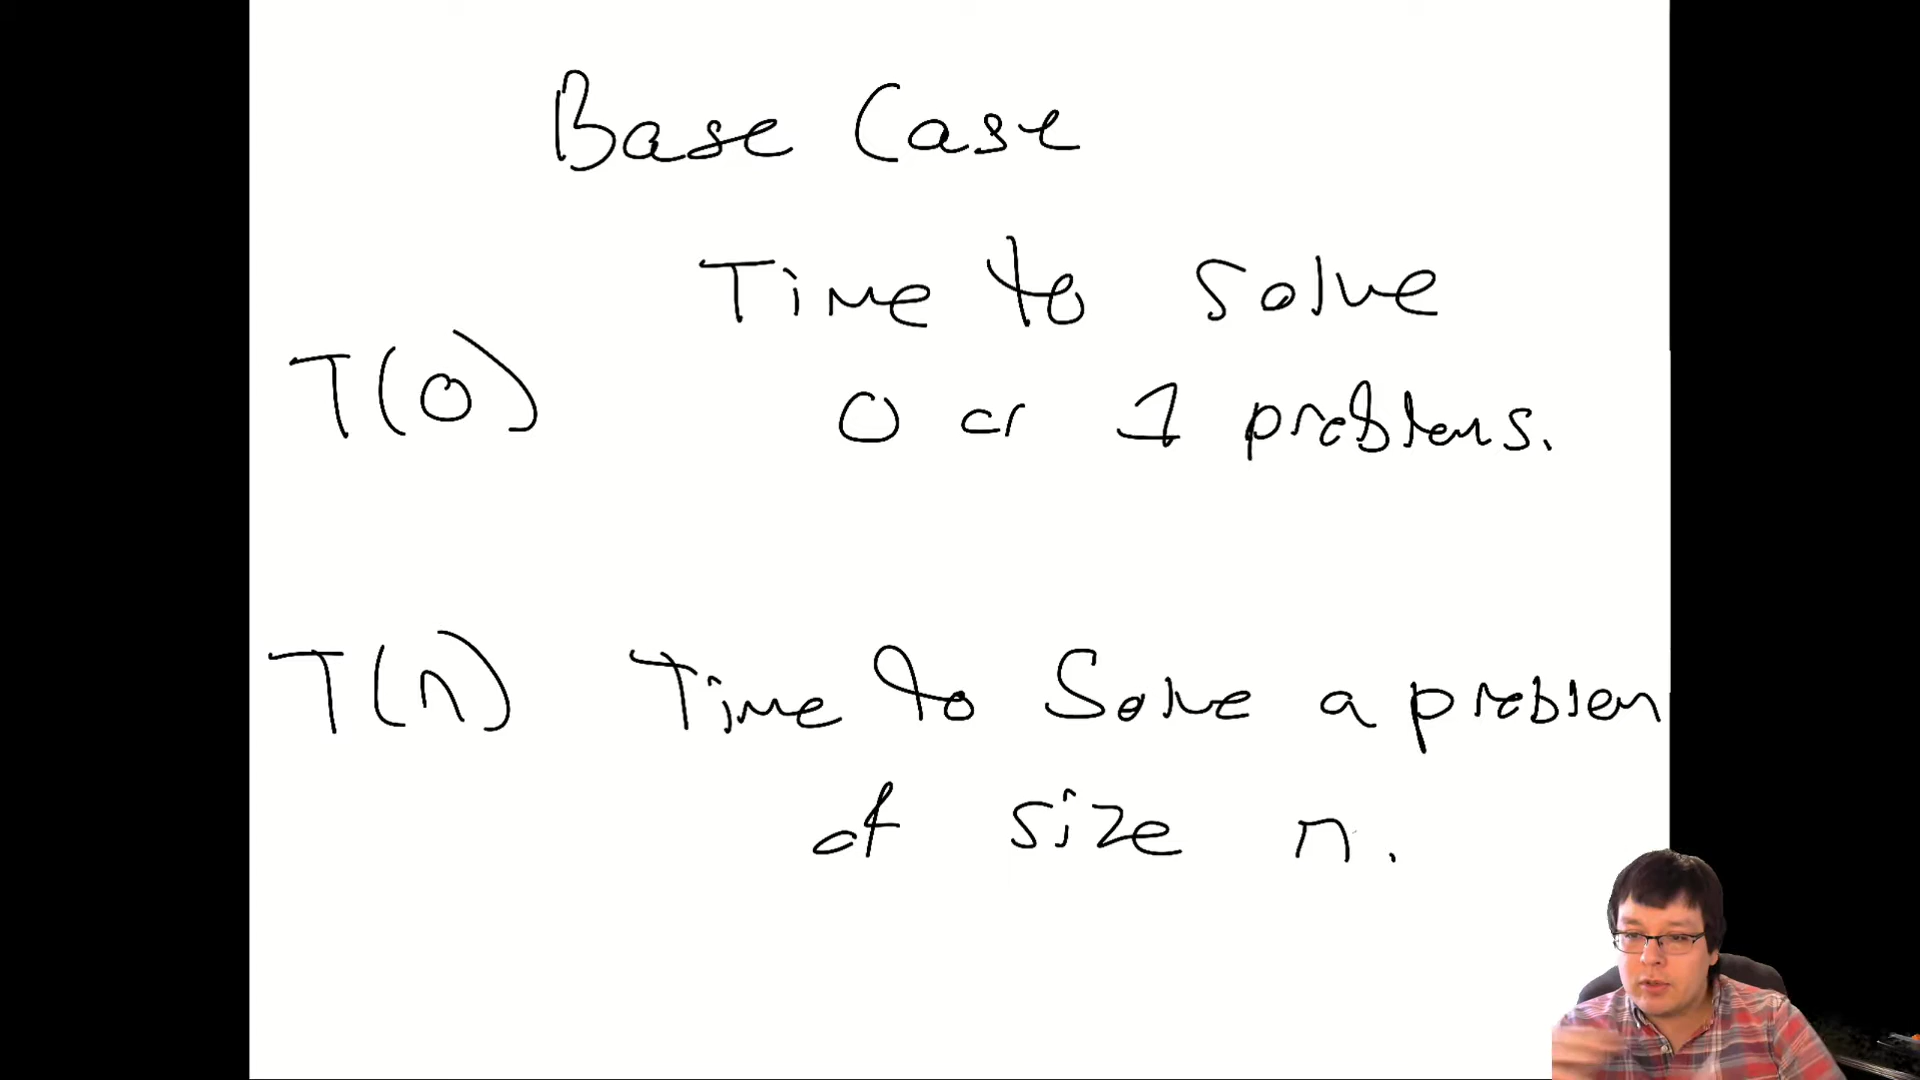 Base Case
Time to solve
T(0)
0 or 1 problems.
T(n) Time to Solve a problem
of size n.